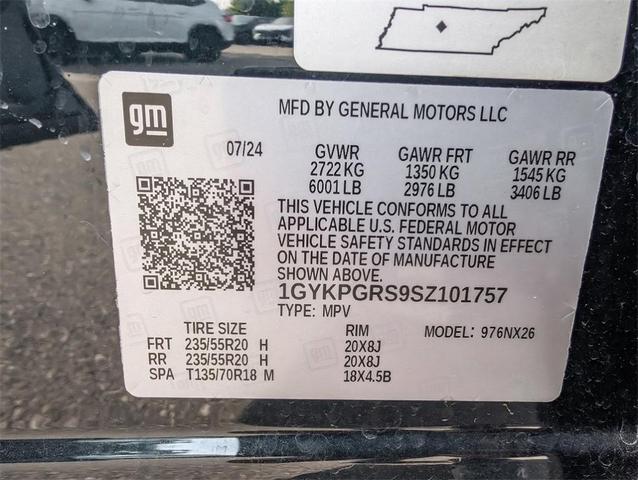 gm
MFD BY GENERAL MOTORS LLC
07/24
GVWR GAWR FRT GAWR RR
2722 KG 1350 KG 1545 KG
6001 LB 2976 LB 3406 LB
THIS VEHICLE CONFORMS TO ALL
APPLICABLE U.S. FEDERAL MOTOR
VEHICLE SAFETY STANDARDS IN EFFECT
ON THE DATE OF MANUFACTURE
SHOWN ABOVE.
1GYKPGRS9SZ101757
TYPE: MPV
TIRE SIZE RIM MODEL: 976NX26
FRT 235/55R20 H 20X8J
RR 235/55R20 H 20X8J
SPA T135/70R18 M 18X4.5B